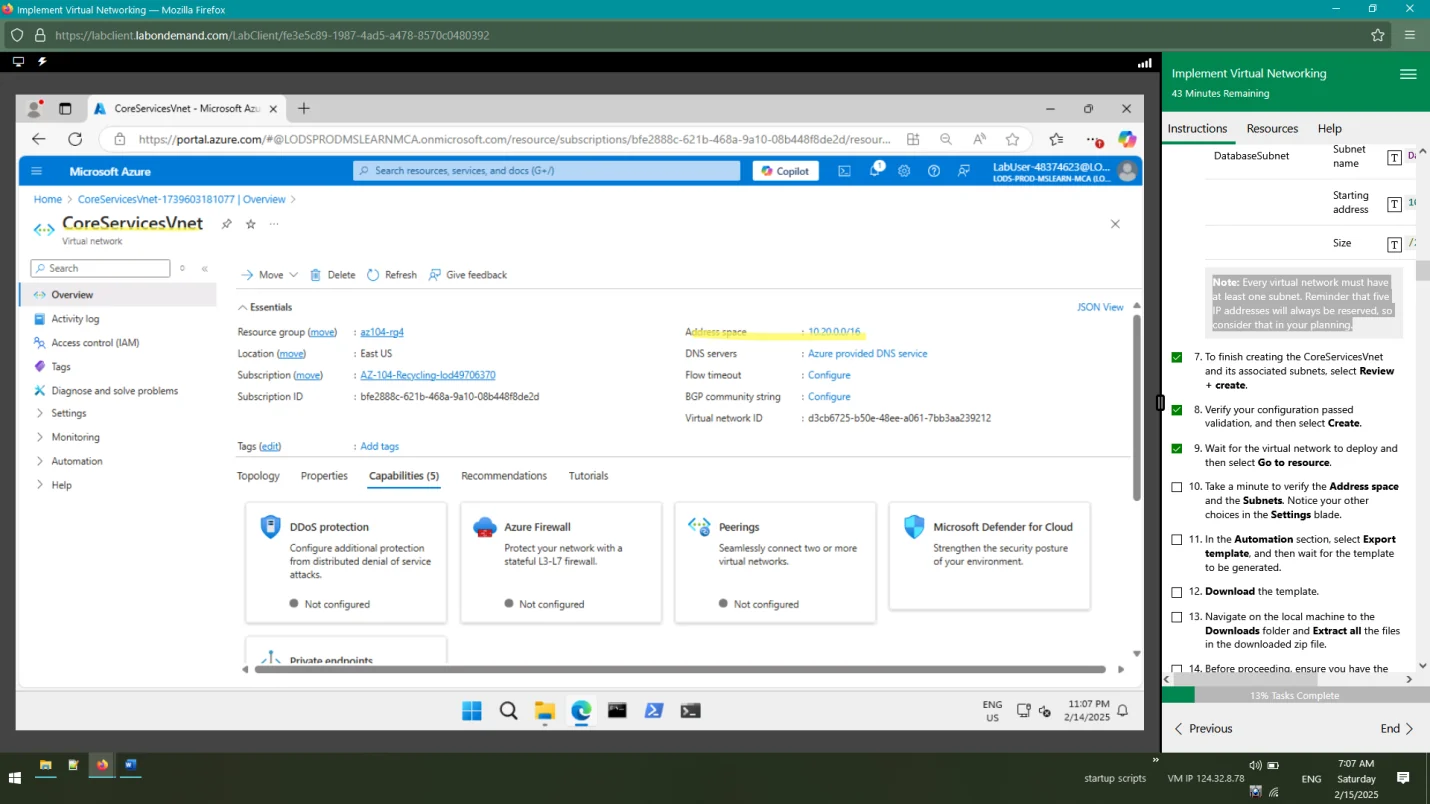 Implement Virtual Networking — Mozilla Firefox
https://labclient.labondemand.com/LabClient/fe3e5c89-1987-4ad5-a478-8570c0480392
CoreServicesVnet - Microsoft Azu
https://portal.azure.com/#@LODSPRODMSLEARNMCA.onmicrosoft.com/resource/subscriptions/bfe2888c-621b-468a-9a10-08b448f8de2d/resour...
Microsoft Azure
Search resources, services, and docs (G+/)
Copilot
1
LabUser-48374623@LO...
LODS-PROD-MSLEARN-MCA (LO...
Home > CoreServicesVnet-1739603181077 | Overview >
CoreServicesVnet
Virtual network
Search
Overview
Activity log
Access control (IAM)
Tags
Diagnose and solve problems
Settings
Monitoring
Automation
Help
Move
Delete
Refresh
Give feedback
Essentials
JSON View
Resource group (move) : az104-rg4
Location (move) : East US
Subscription (move) : AZ-104-Recycling-lod49706370
Subscription ID : bfe2888c-621b-468a-9a10-08b448f8de2d
Address space : 10.20.0.0/16
DNS servers : Azure provided DNS service
Flow timeout : Configure
BGP community string : Configure
Virtual network ID : d3cb6725-b50e-48ee-a061-7bb3aa239212
Tags (edit) : Add tags
Topology
Properties
Capabilities (5)
Recommendations
Tutorials
DDoS protection
Configure additional protection
from distributed denial of service
attacks.
Not configured
Azure Firewall
Protect your network with a
stateful L3-L7 firewall.
Not configured
Peerings
Seamlessly connect two or more
virtual networks.
Not configured
Microsoft Defender for Cloud
Strengthen the security posture
of your environment.
Private endpoints
ENG
US
11:07 PM
2/14/2025
Implement Virtual Networking
43 Minutes Remaining
Instructions
Resources
Help
DatabaseSubnet
Subnet
name
T
Da
Starting
address
T
10
Size
T
/2
Note: Every virtual network must have
at least one subnet. Reminder that five
IP addresses will always be reserved, so
consider that in your planning.
7. To finish creating the CoreServicesVnet
and its associated subnets, select Review
+ create.
8. Verify your configuration passed
validation, and then select Create.
9. Wait for the virtual network to deploy and
then select Go to resource.
10. Take a minute to verify the Address space
and the Subnets. Notice your other
choices in the Settings blade.
11. In the Automation section, select Export
template, and then wait for the template
to be generated.
12. Download the template.
13. Navigate on the local machine to the
Downloads folder and Extract all the files
in the downloaded zip file.
14. Before proceeding, ensure you have the
13% Tasks Complete
Previous
End
startup scripts
VM IP 124.32.8.78
ENG
7:07 AM
Saturday
2/15/2025